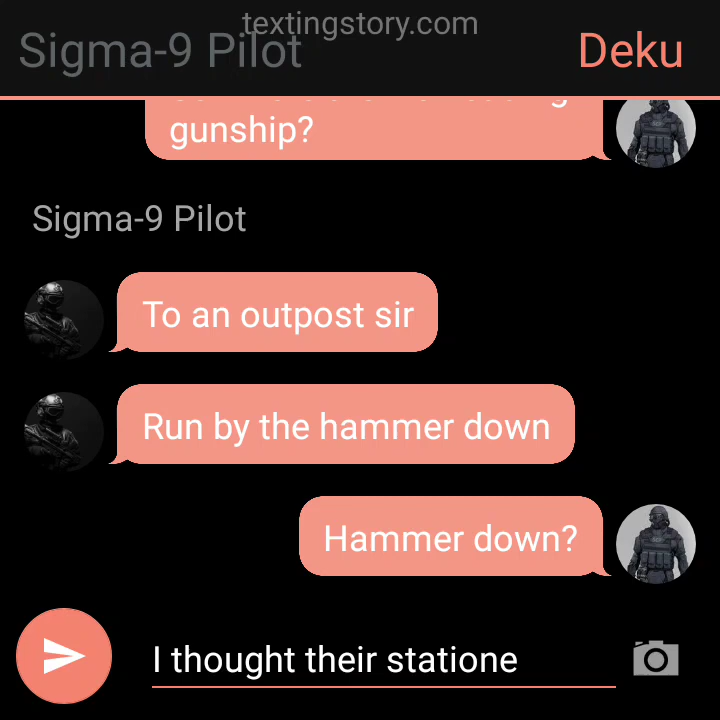 textingstory.com
Sigma-9 Pilot
Deku
gunship?
Sigma-9 Pilot
To an outpost sir
Run by the hammer down
Hammer down?
I thought their statione